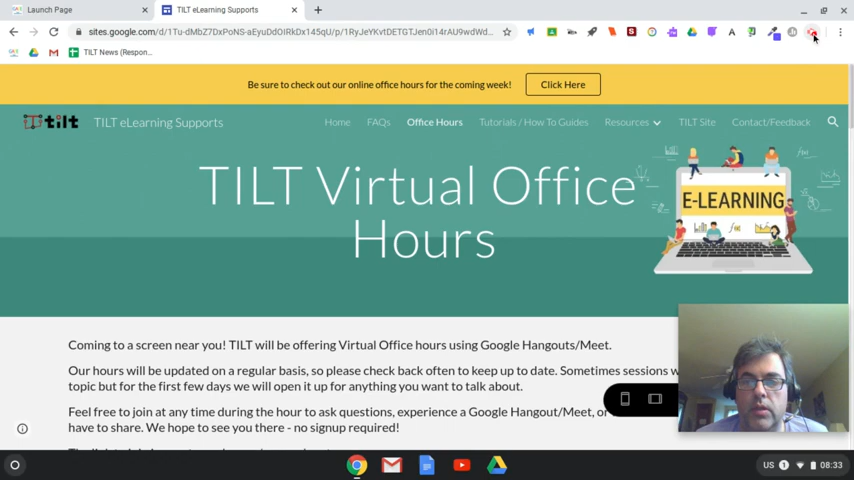 Launch Page
TILT eLearning Supports
sites.google.com/d/1Tu-dMbZ7DxPoNS-aEyuDdOIRkDx145qU/p/1RyJeYKvtDETGTJen0i14rAU9wdWd...
TILT News (Respon...
Be sure to check out our online office hours for the coming week!
Click Here
tilt
TILT eLearning Supports
Home
FAQs
Office Hours
Tutorials / How To Guides
Resources
TILT Site
Contact/Feedback
TILT Virtual Office
Hours
E-LEARNING
Coming to a screen near you! TILT will be offering Virtual Office hours using Google Hangouts/Meet.
Our hours will be updated on a regular basis, so please check back often to keep up to date. Sometimes sessions w
topic but for the first few days we will open it up for anything you want to talk about.
Feel free to join at any time during the hour to ask questions, experience a Google Hangout/Meet, or
have to share. We hope to see you there - no signup required!
US
1
08:33